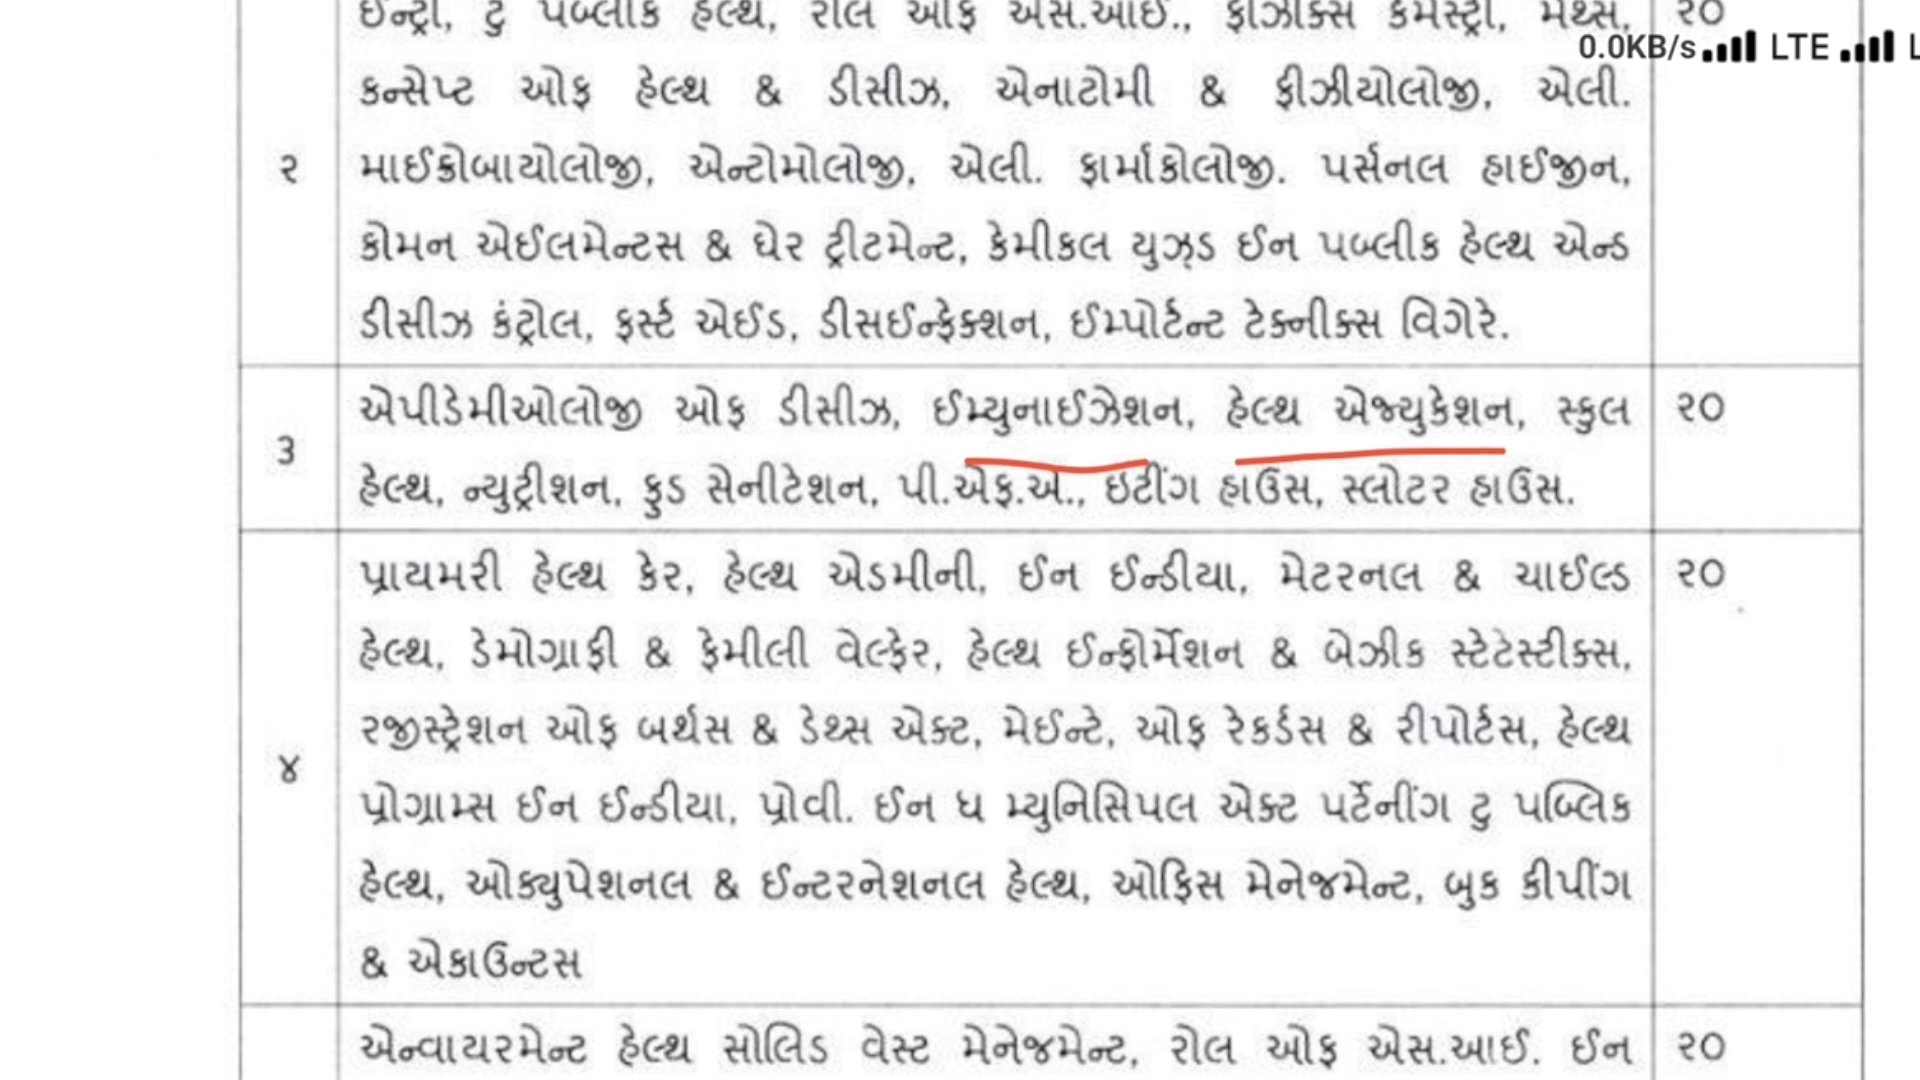 ઈન્ટ્રી, ટુ પબ્લીક હેલ્થ, રોલ ઓફ એસ.આઈ., ફીઝીક્સ કેમેસ્ટ્રી, મેથ્સ, ૨૦
0.0KB/s LTE L
કન્સેપ્ટ ઓફ હેલ્થ & ડીસીઝ, એનાટોમી & ફીઝીયોલોજી, એલી.
૨ માઈક્રોબાયોલોજી, એન્ટોમોલોજી, એલી. ફાર્માકોલોજી. પર્સનલ હાઈજીન,
કોમન એઈલમેન્ટસ & ઘેર ટ્રીટમેન્ટ, કેમીકલ યુઝ્ડ ઈન પબ્લીક હેલ્થ એન્ડ
ડીસીઝ કંટ્રોલ, ફર્સ્ટ એઈડ, ડીસઈન્ફેક્શન, ઈમ્પોર્ટન્ટ ટેક્નીક્સ વિગેરે.
એપીડેમીઓલોજી ઓફ ડીસીઝ, ઈમ્યુનાઈઝેશન, હેલ્થ એજ્યુકેશન, સ્કુલ ૨૦
૩
હેલ્થ, ન્યુટ્રીશન, ફુડ સેનીટેશન, પી.એફ.એ., ઇટીંગ હાઉસ, સ્લોટર હાઉસ.
પ્રાયમરી હેલ્થ કેર, હેલ્થ એડમીની, ઈન ઈન્ડીયા, મેટરનલ & ચાઈલ્ડ ૨૦
હેલ્થ, ડેમોગ્રાફી & ફેમીલી વેલ્ફેર, હેલ્થ ઈન્ફોર્મેશન & બેઝીક સ્ટેટેસ્ટીક્સ,
રજીસ્ટ્રેશન ઓફ બર્થસ & ડેથ્સ એક્ટ, મેઈન્ટે, ઓફ રેકર્ડસ & રીપોર્ટસ, હેલ્થ
૪
પ્રોગ્રામ્સ ઈન ઈન્ડીયા, પ્રોવી. ઈન ધ મ્યુનિસિપલ એક્ટ પર્ટેનીંગ ટુ પબ્લિક
હેલ્થ, ઓક્યુપેશનલ & ઈન્ટરનેશનલ હેલ્થ, ઓફિસ મેનેજમેન્ટ, બુક કીપીંગ
& એકાઉન્ટસ
એન્વાયરમેન્ટ હેલ્થ સોલિડ વેસ્ટ મેનેજમેન્ટ, રોલ ઓફ એસ.આઈ. ઈન ૨૦